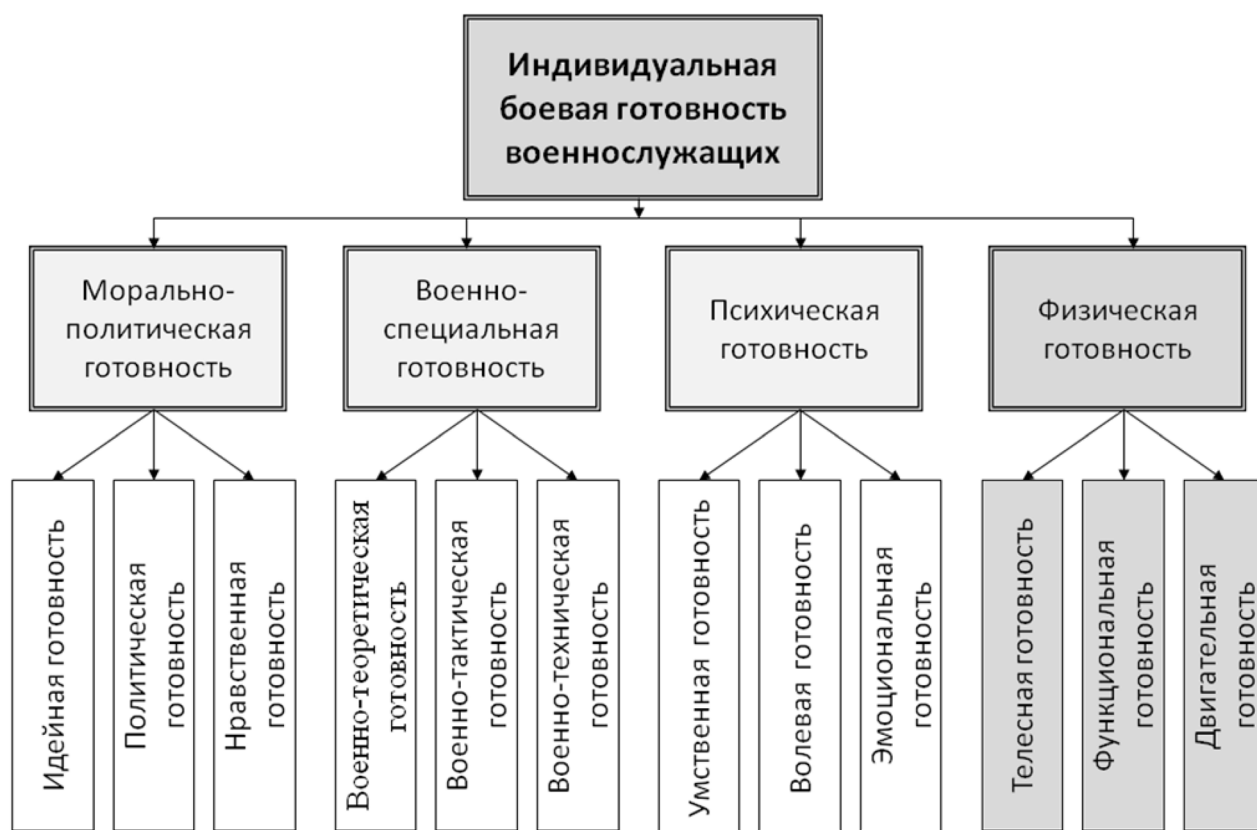 Индивидуальная
боевая готовность
военнослужащих
Морально-
политическая
готовность
Военно-
специальная
готовность
Психическая
готовность
Физическая
готовность
Идейная готовность
Политическая
готовность
Нравственная
готовность
Военно-теоретическая
готовность
Военно-тактическая
готовность
Военно-техническая
готовность
Умственная готовность
Волевая готовность
Эмоциональная
готовность
Телесная готовность
Функциональная
готовность
Двигательная
готовность